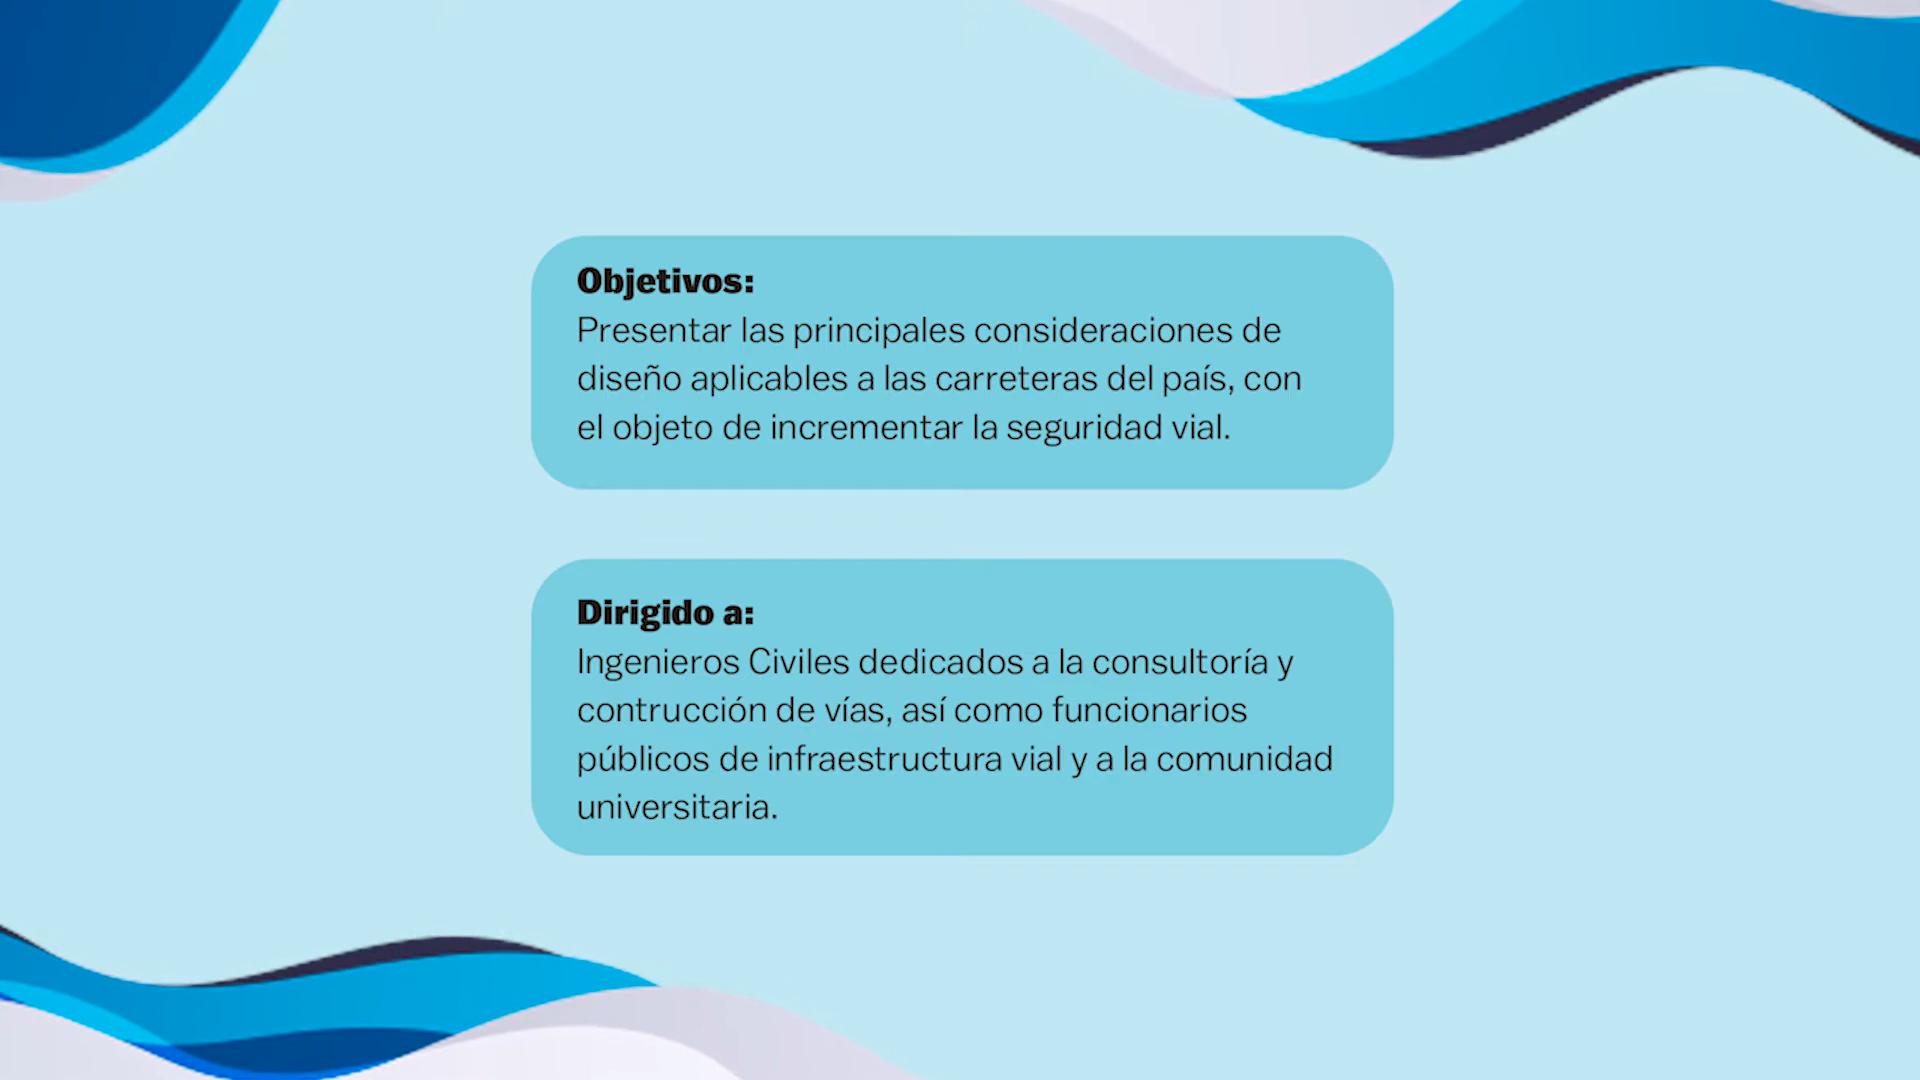 Objetivos:
Presentar las principales consideraciones de
diseño aplicables a las carreteras del país, con
el objeto de incrementar la seguridad vial.
Dirigido a:
Ingenieros Civiles dedicados a la consultoría y
contrucción de vías, así como funcionarios
públicos de infraestructura vial y a la comunidad
universitaria.